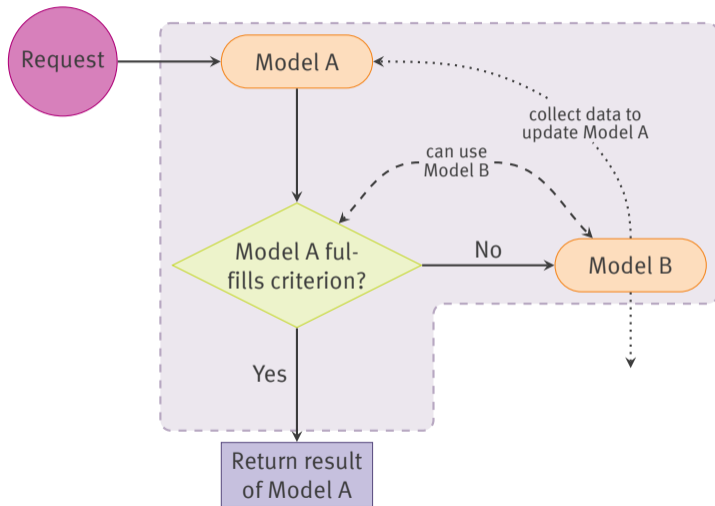 Request
Model A
collect data to
update Model A
can use
Model B
Model A ful-
fills criterion?
No
Model B
Yes
Return result
of Model A